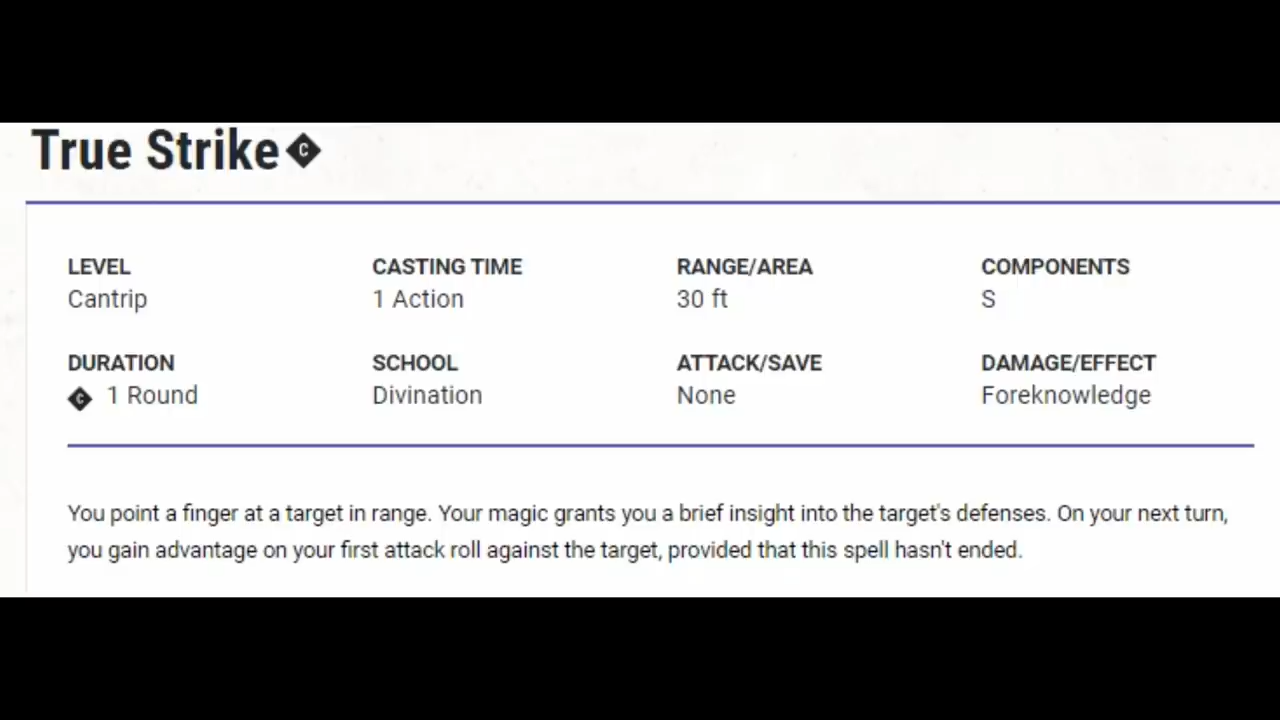 True Strike C
LEVEL CASTING TIME RANGE/AREA COMPONENTS
Cantrip 1 Action 30 ft S
DURATION SCHOOL ATTACK/SAVE DAMAGE/EFFECT
C 1 Round Divination None Foreknowledge
You point a finger at a target in range. Your magic grants you a brief insight into the target's defenses. On your next turn,
you gain advantage on your first attack roll against the target, provided that this spell hasn't ended.